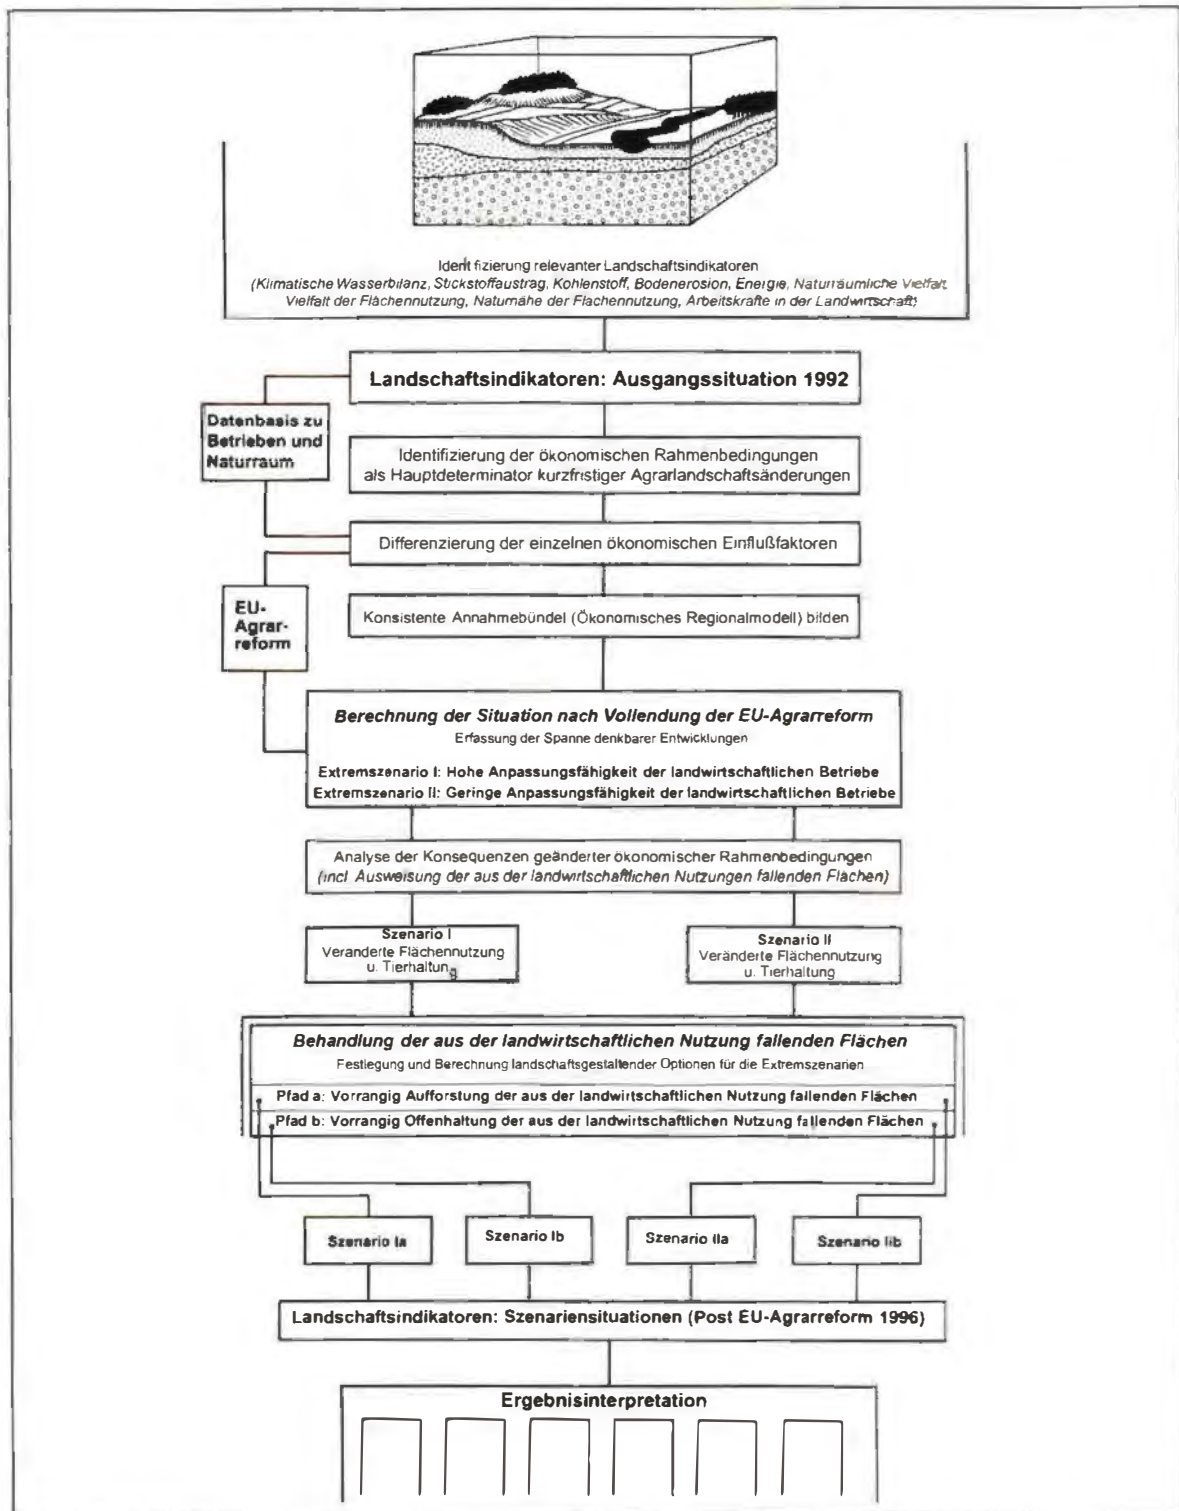 Identifizierung relevanter Landschaftsindikatoren
(Klimatische Wasserbilanz, Stickstoffaustrag, Kohlenstoff, Bodenerosion, Energie, Naturräumliche Vielfalt,
Vielfalt der Flächennutzung, Naturnähe der Flächennutzung, Arbeitskräfte in der Landwirtschaft)
Landschaftsindikatoren: Ausgangssituation 1992
Datenbasis zu
Betrieben und
Naturraum
Identifizierung der ökonomischen Rahmenbedingungen
als Hauptdeterminator kurzfristiger Agrarlandschaftsänderungen
Differenzierung der einzelnen ökonomischen Einflußfaktoren
EU-
Agrar-
reform
Konsistente Annahmebündel (Ökonomisches Regionalmodell) bilden
Berechnung der Situation nach Vollendung der EU-Agrarreform
Erfassung der Spanne denkbarer Entwicklungen
Extremszenario I: Hohe Anpassungsfähigkeit der landwirtschaftlichen Betriebe
Extremszenario II: Geringe Anpassungsfähigkeit der landwirtschaftlichen Betriebe
Analyse der Konsequenzen geänderter ökonomischer Rahmenbedingungen
(incl. Ausweisung der aus der landwirtschaftlichen Nutzungen fallenden Flächen)
Szenario I
Veränderte Flächennutzung
u. Tierhaltung
Szenario II
Veränderte Flächennutzung
u. Tierhaltung
Behandlung der aus der landwirtschaftlichen Nutzung fallenden Flächen
Festlegung und Berechnung landschaftsgestaltender Optionen für die Extremszenarien
Pfad a: Vorrangig Aufforstung der aus der landwirtschaftlichen Nutzung fallenden Flächen
Pfad b: Vorrangig Offenhaltung der aus der landwirtschaftlichen Nutzung fallenden Flächen
Szenario Ia
Szenario Ib
Szenario IIa
Szenario IIb
Landschaftsindikatoren: Szenariensituationen (Post EU-Agrarreform 1996)
Ergebnisinterpretation